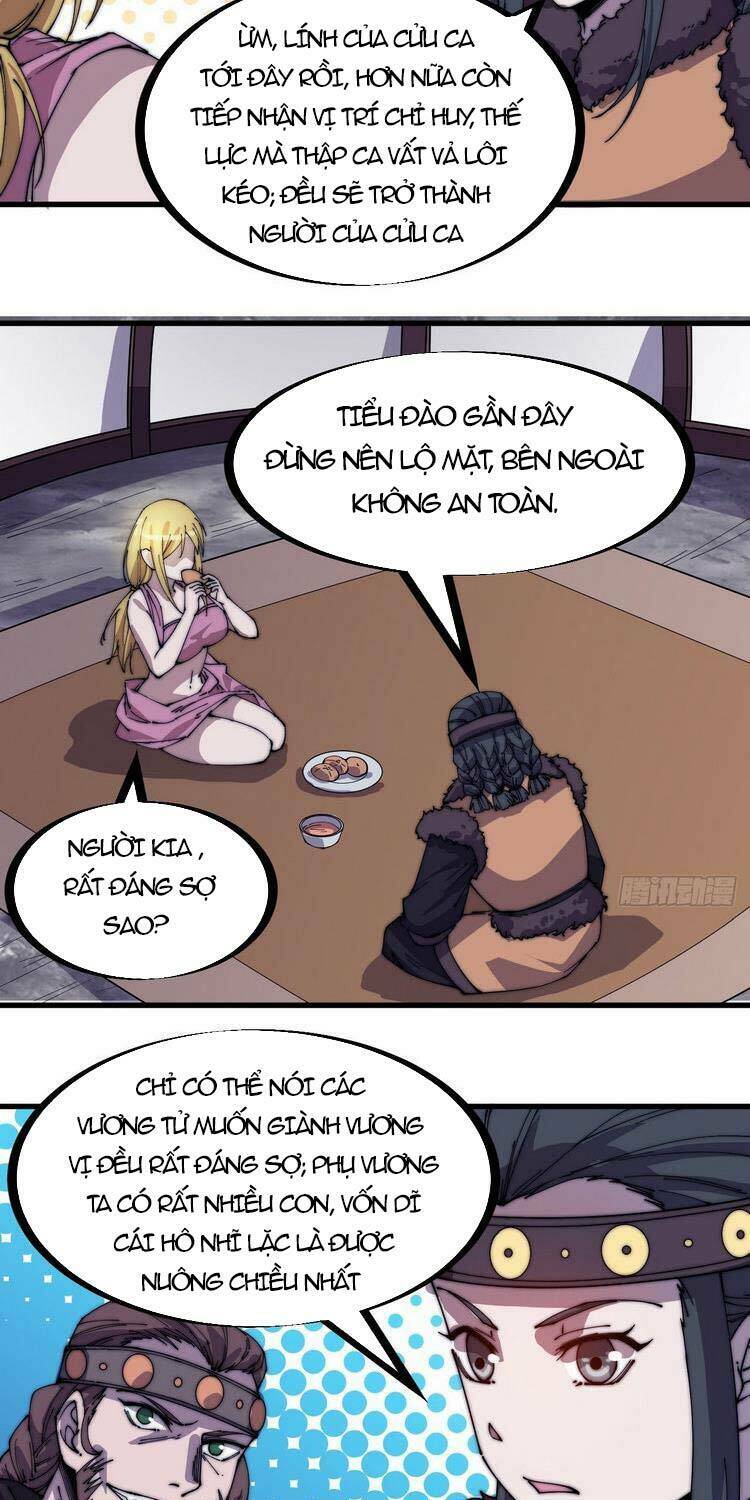 ỪM, LÍNH CỦA CỬU CA
TỚI ĐÂY RỒI, HƠN NỮA CÒN
TIẾP NHẬN VỊ TRÍ CHỈ HUY, THẾ
LỰC MÀ THẬP CA VẤT VẢ LÔI
KÉO; ĐỀU SẼ TRỞ THÀNH
NGƯỜI CỦA CỬU CA
TIỂU ĐÀO GẦN ĐÂY
ĐỪNG NÊN LỘ MẶT, BÊN NGOÀI
KHÔNG AN TOÀN.
NGƯỜI KIA ,
RẤT ĐÁNG SỢ
SAO?
腾讯动漫
CHỈ CÓ THỂ NÓI CÁC
VƯƠNG TỬ MUỐN GIÀNH VƯƠNG
VỊ ĐỀU RẤT ĐÁNG SỢ; PHỤ VƯƠNG
TA CÓ RẤT NHIỀU CON, VỐN DĨ
CÁI HÔ NHĨ LẶC LÀ ĐƯỢC
NUÔNG CHIỀU NHẤT